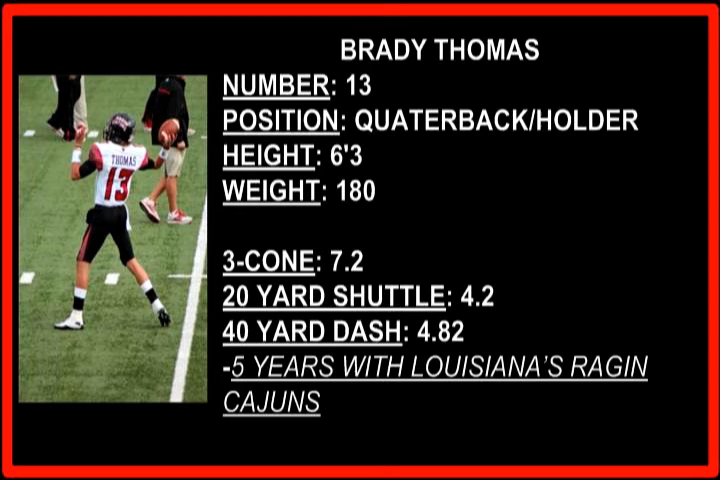 BRADY THOMAS
NUMBER: 13
POSITION: QUATERBACK/HOLDER
HEIGHT: 6'3
WEIGHT: 180
3-CONE: 7.2
20 YARD SHUTTLE: 4.2
40 YARD DASH: 4.82
-5 YEARS WITH LOUISIANA’S RAGIN
CAJUNS
THOMAS
13